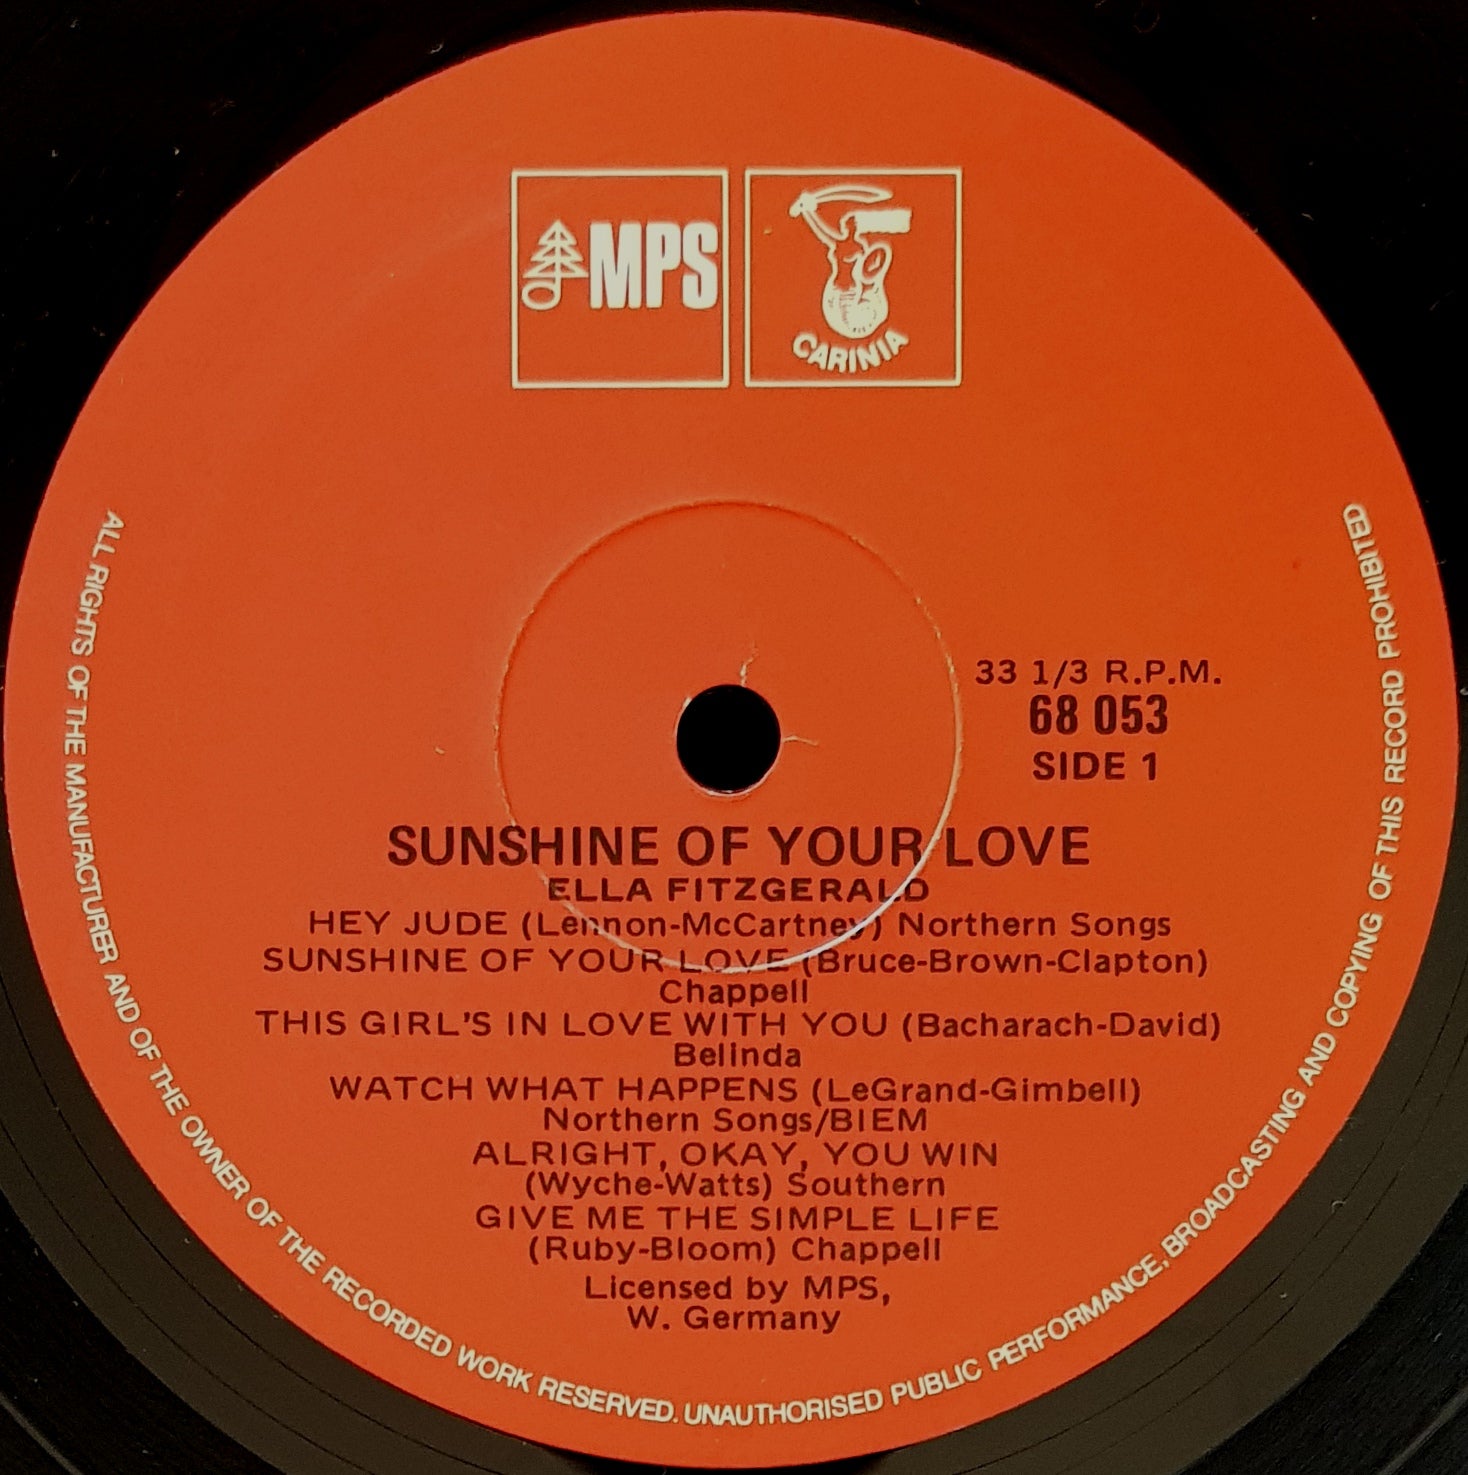 MPS
CARINIA
33 1/3 R.P.M.
68 053
SIDE 1
SUNSHINE OF YOUR LOVE
ELLA FITZGERALD
HEY JUDE (Lennon-McCartney) Northern Songs
SUNSHINE OF YOUR LOVE (Bruce-Brown-Clapton)
Chappell
THIS GIRL'S IN LOVE WITH YOU (Bacharach-David)
Belinda
WATCH WHAT HAPPENS (LeGrand-Gimbell)
Northern Songs/BIEM
ALRIGHT, OKAY, YOU WIN
(Wyche-Watts) Southern
GIVE ME THE SIMPLE LIFE
(Ruby-Bloom) Chappell
Licensed by MPS,
W. Germany
ALL RIGHTS OF THE MANUFACTURER AND OF THE OWNER OF THE RECORDED WORK RESERVED. UNAUTHORISED PUBLIC PERFORMANCE, BROADCASTING AND COPYING OF THIS RECORD PROHIBITED